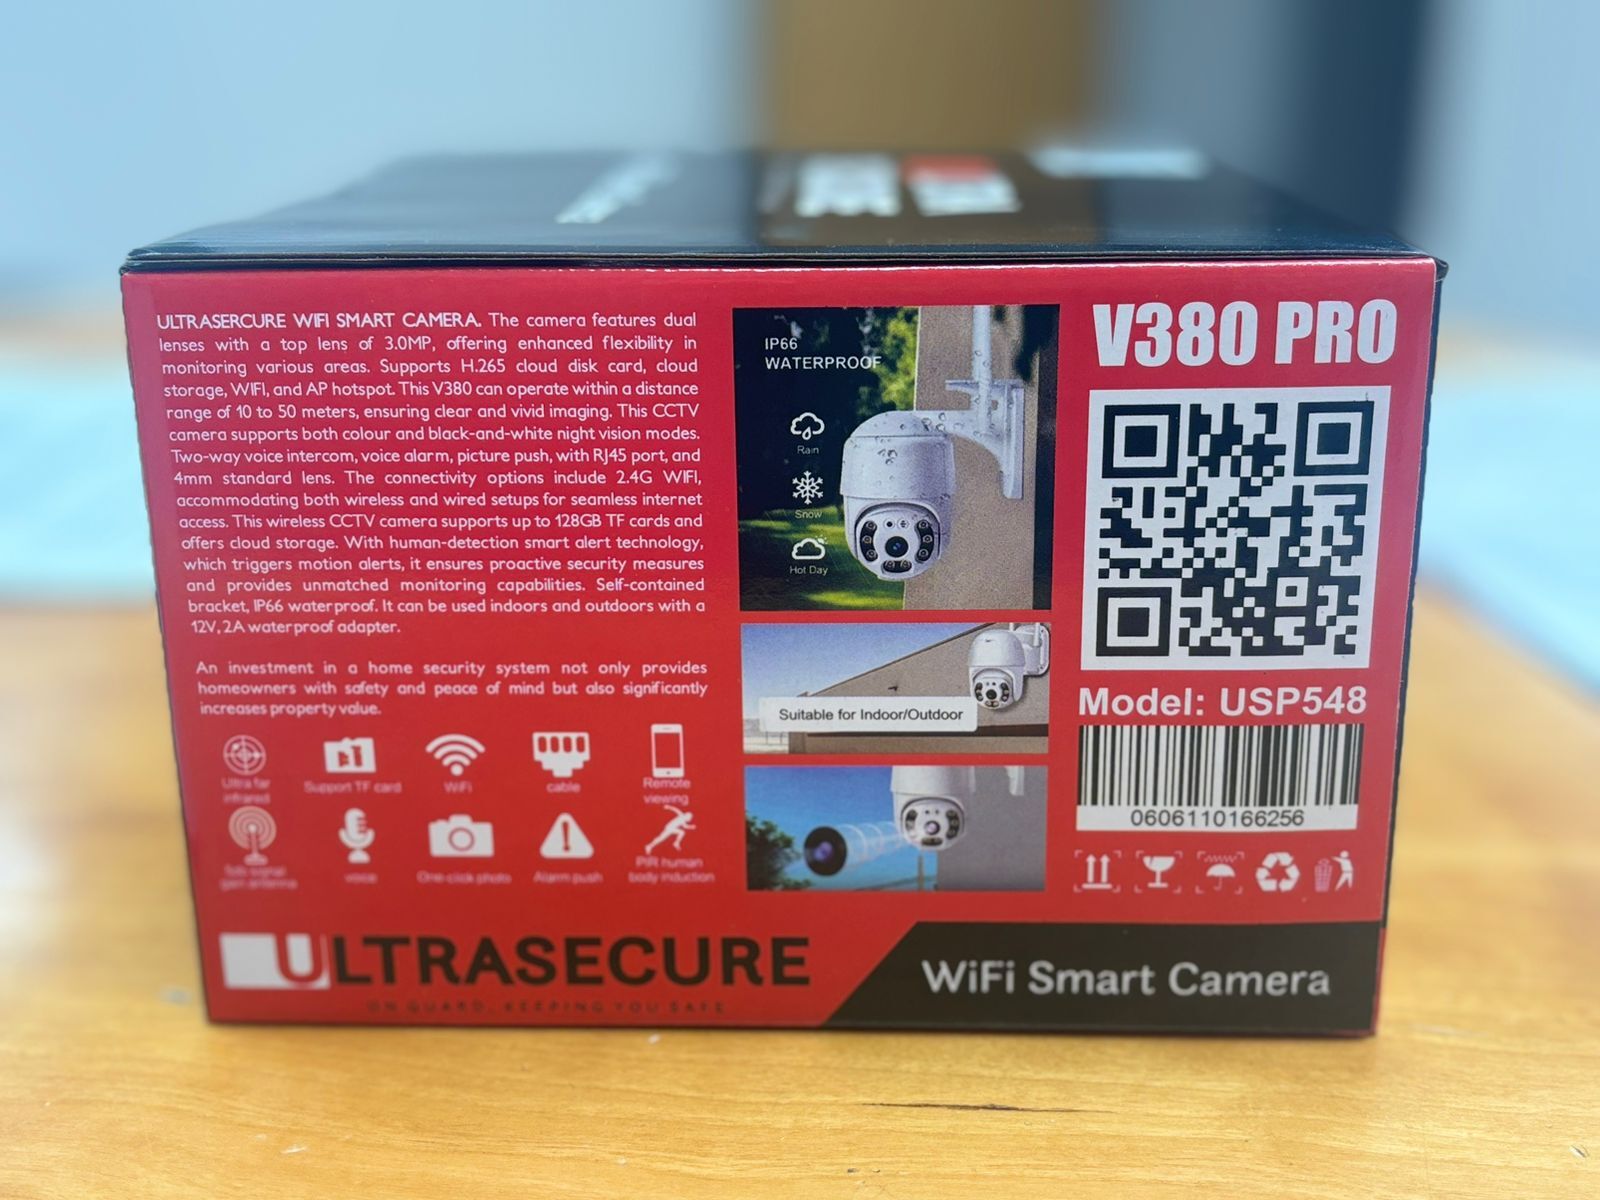 ULTRASERCURE WIFI SMART CAMERA. The camera features dual
lenses with a top lens of 3.0MP, offering enhanced flexibility in
monitoring various areas. Supports H.265 cloud disk card, cloud
storage, WIFI, and AP hotspot. This V380 can operate within a distance
range of 10 to 50 meters, ensuring clear and vivid imaging. This CCTV
camera supports both colour and black-and-white night vision modes.
Two-way voice intercom, voice alarm, picture push, with RJ45 port, and
4mm standard lens. The connectivity options include 2.4G WIFI,
accommodating both wireless and wired setups for seamless internet
access. This wireless CCTV camera supports up to 128GB TF cards and
offers cloud storage. With human-detection smart alert technology,
which triggers motion alerts, it ensures proactive security measures
and provides unmatched monitoring capabilities. Self-contained
bracket, IP66 waterproof. It can be used indoors and outdoors with a
12V, 2A waterproof adapter.
An investment in a home security system not only provides
homeowners with safety and peace of mind but also significantly
increases property value.
Ultra far
infrared
Support TF card
WiFi
cable
Remote
viewing
gain antenna
voice
One click photo
Alarm push
PIR human
body induction
ULTRASECURE
ON GUARD, KEEPING YOU SAFE
IP66
WATERPROOF
Rain
Snow
Hot Day
Suitable for Indoor/Outdoor
V380 PRO
Model: USP548
0606110166256
WiFi Smart Camera